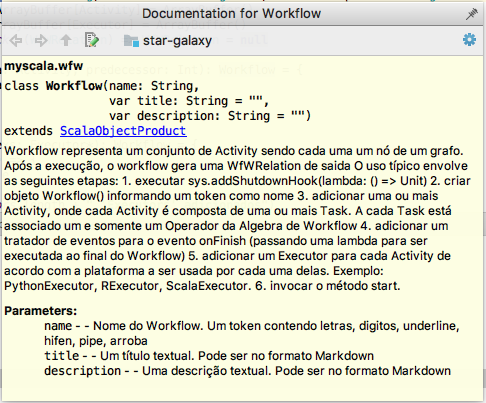 Documentation for Workflow
star-galaxy
myscala.wfw
class Workflow(name: String,
var title: String = "",
var description: String = "")
extends ScalaObjectProduct
Workflow representa um conjunto de Activity sendo cada uma um nó de um grafo.
Após a execução, o workflow gera uma WfWRelation de saida O uso típico envolve
as seguintes etapas: 1. executar sys.addShutdownHook(lambda: () => Unit) 2. criar
objeto Workflow() informando um token como nome 3. adicionar uma ou mais
Activity, onde cada Activity é composta de uma ou mais Task. A cada Task está
associado um e somente um Operador da Algebra de Workflow 4. adicionar um
tratador de eventos para o evento onFinish (passando uma lambda para ser
executada ao final do Workflow) 5. adicionar um Executor para cada Activity de
acordo com a plataforma a ser usada por cada uma delas. Exemplo:
PythonExecutor, RExecutor, ScalaExecutor. 6. invocar o método start.
Parameters:
name - - Nome do Workflow. Um token contendo letras, digitos, underline,
hifen, pipe, arroba
title - - Um título textual. Pode ser no formato Markdown
description - - Uma descrição textual. Pode ser no formato Markdown